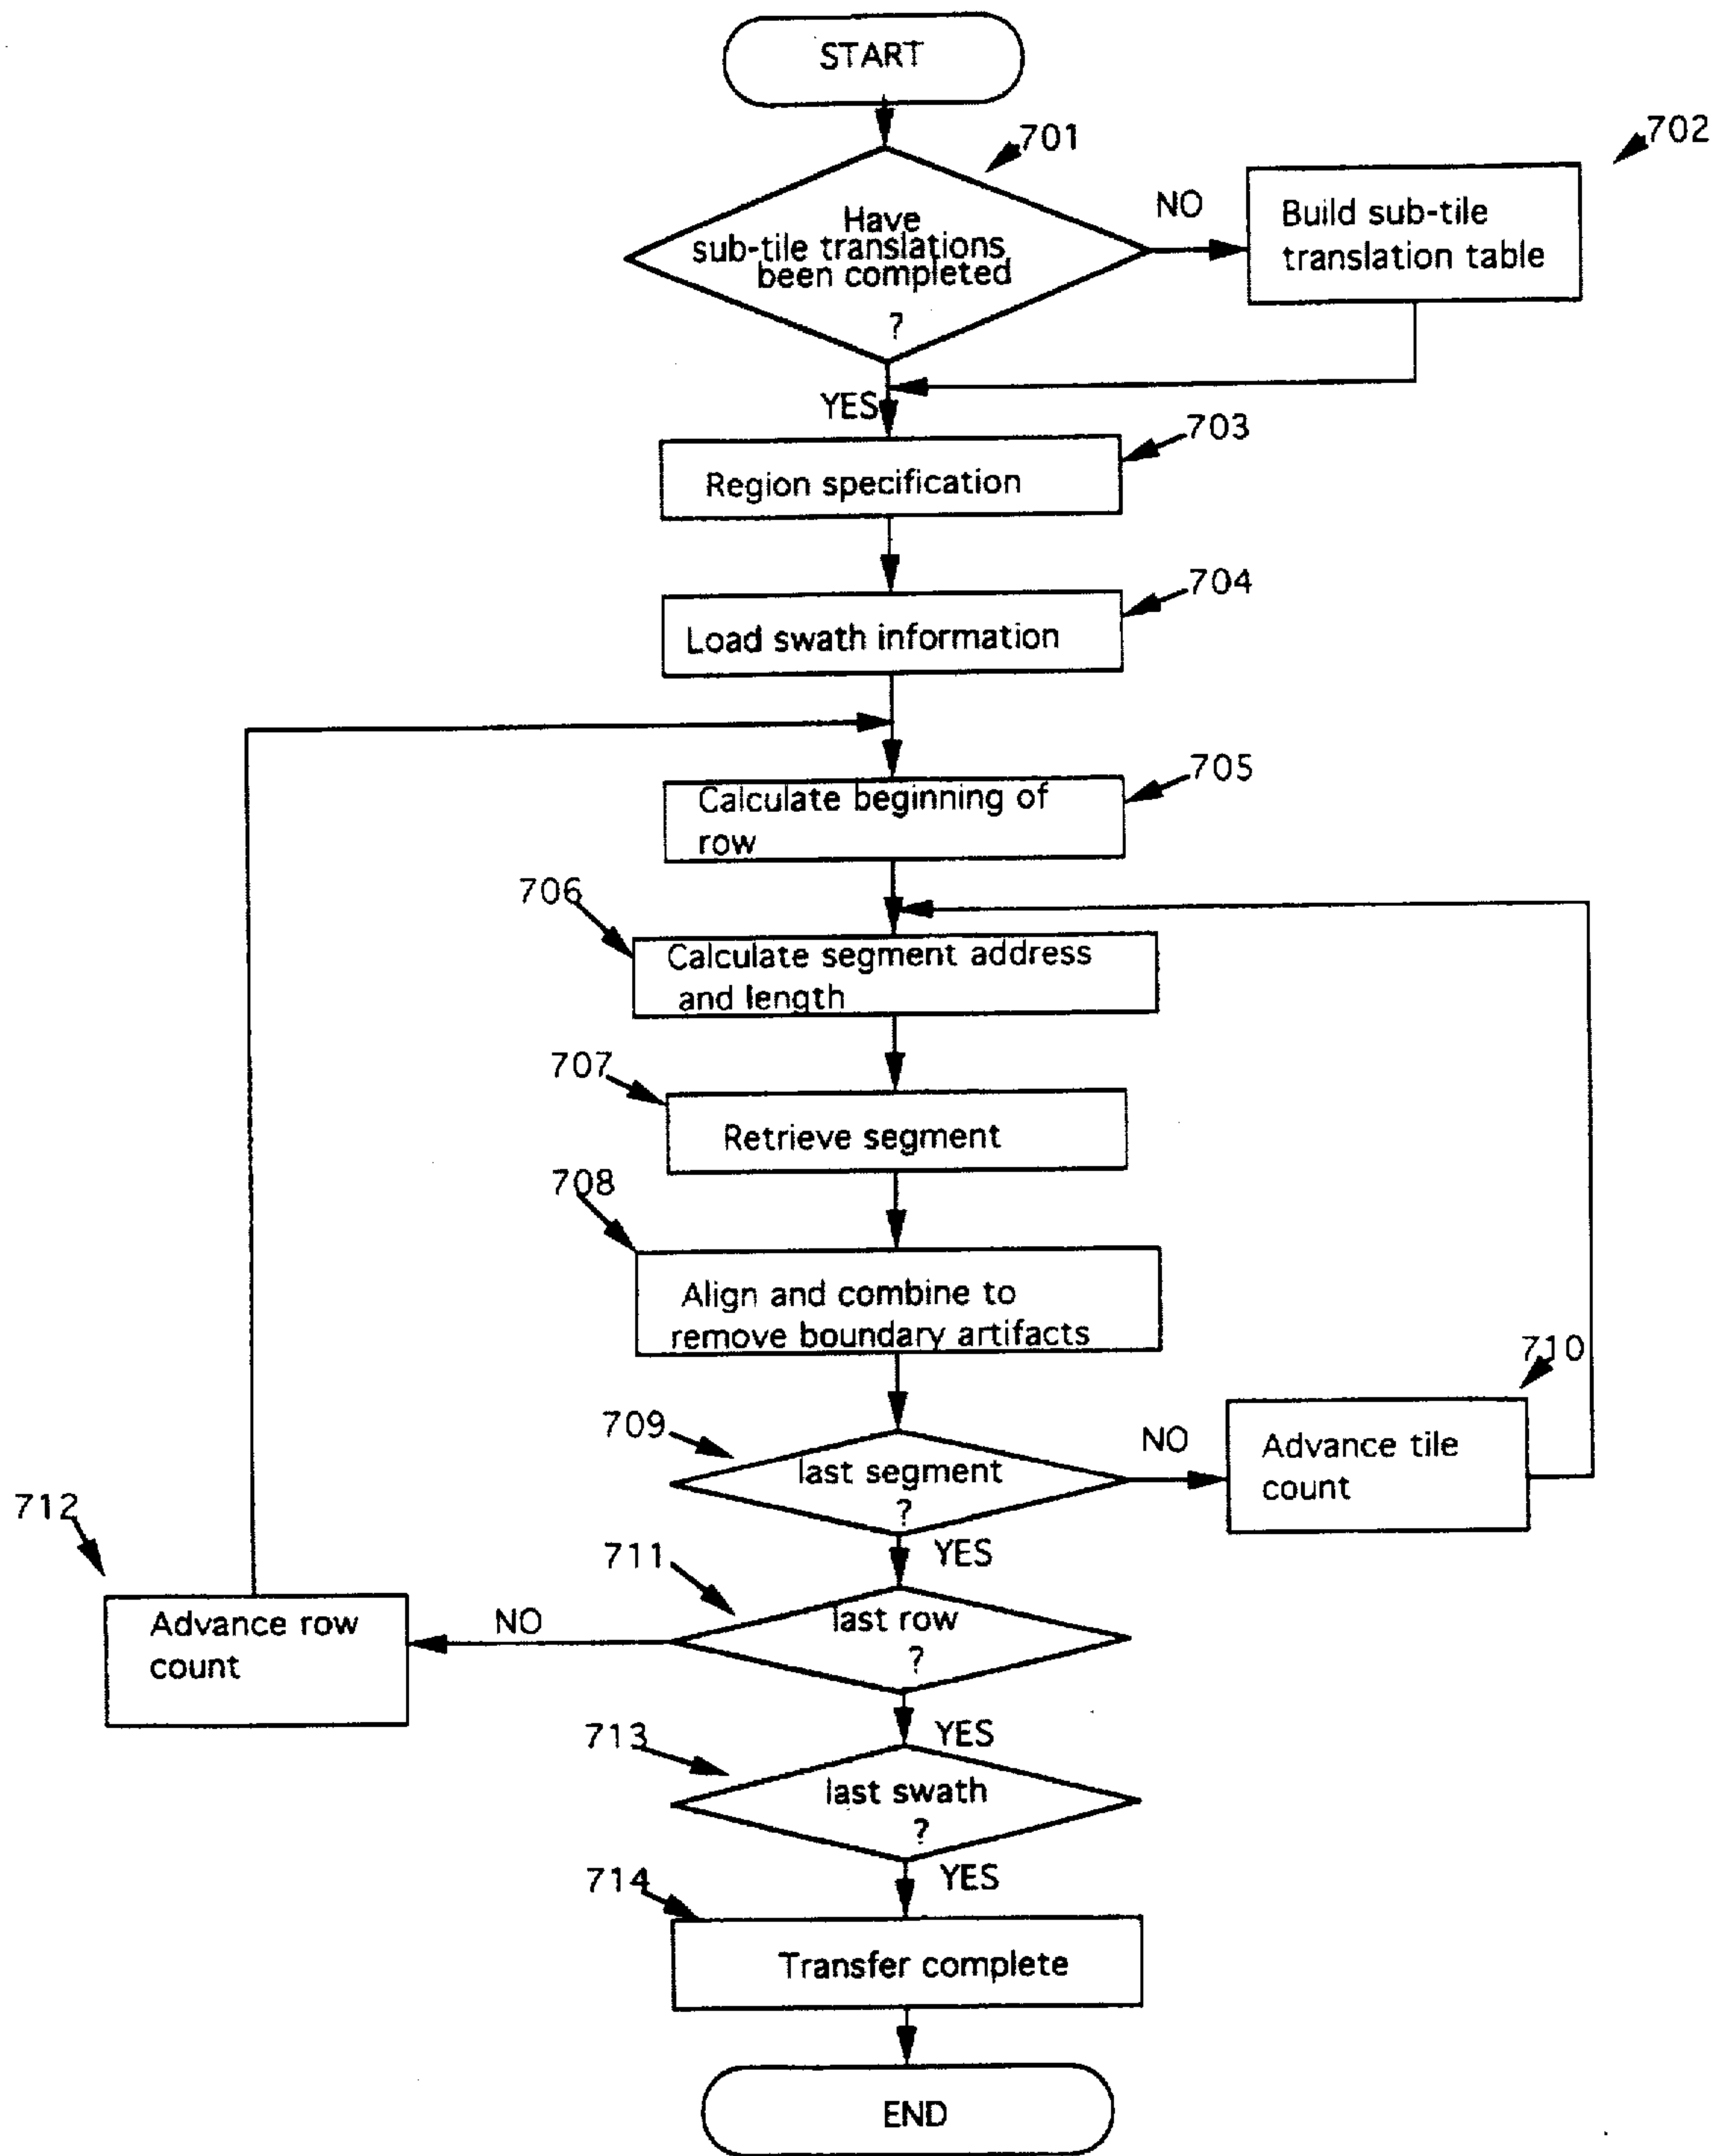 START
701
702
Have
sub-tile translations
been completed
?
NO
Build sub-tile
translation table
YES
703
Region specification
704
Load swath information
705
Calculate beginning of
row
706
Calculate segment address
and length
707
Retrieve segment
708
Align and combine to
remove boundary artifacts
709
last segment
?
NO
710
Advance tile
count
YES
711
last row
?
NO
712
Advance row
count
YES
713
last swath
?
YES
714
Transfer complete
END